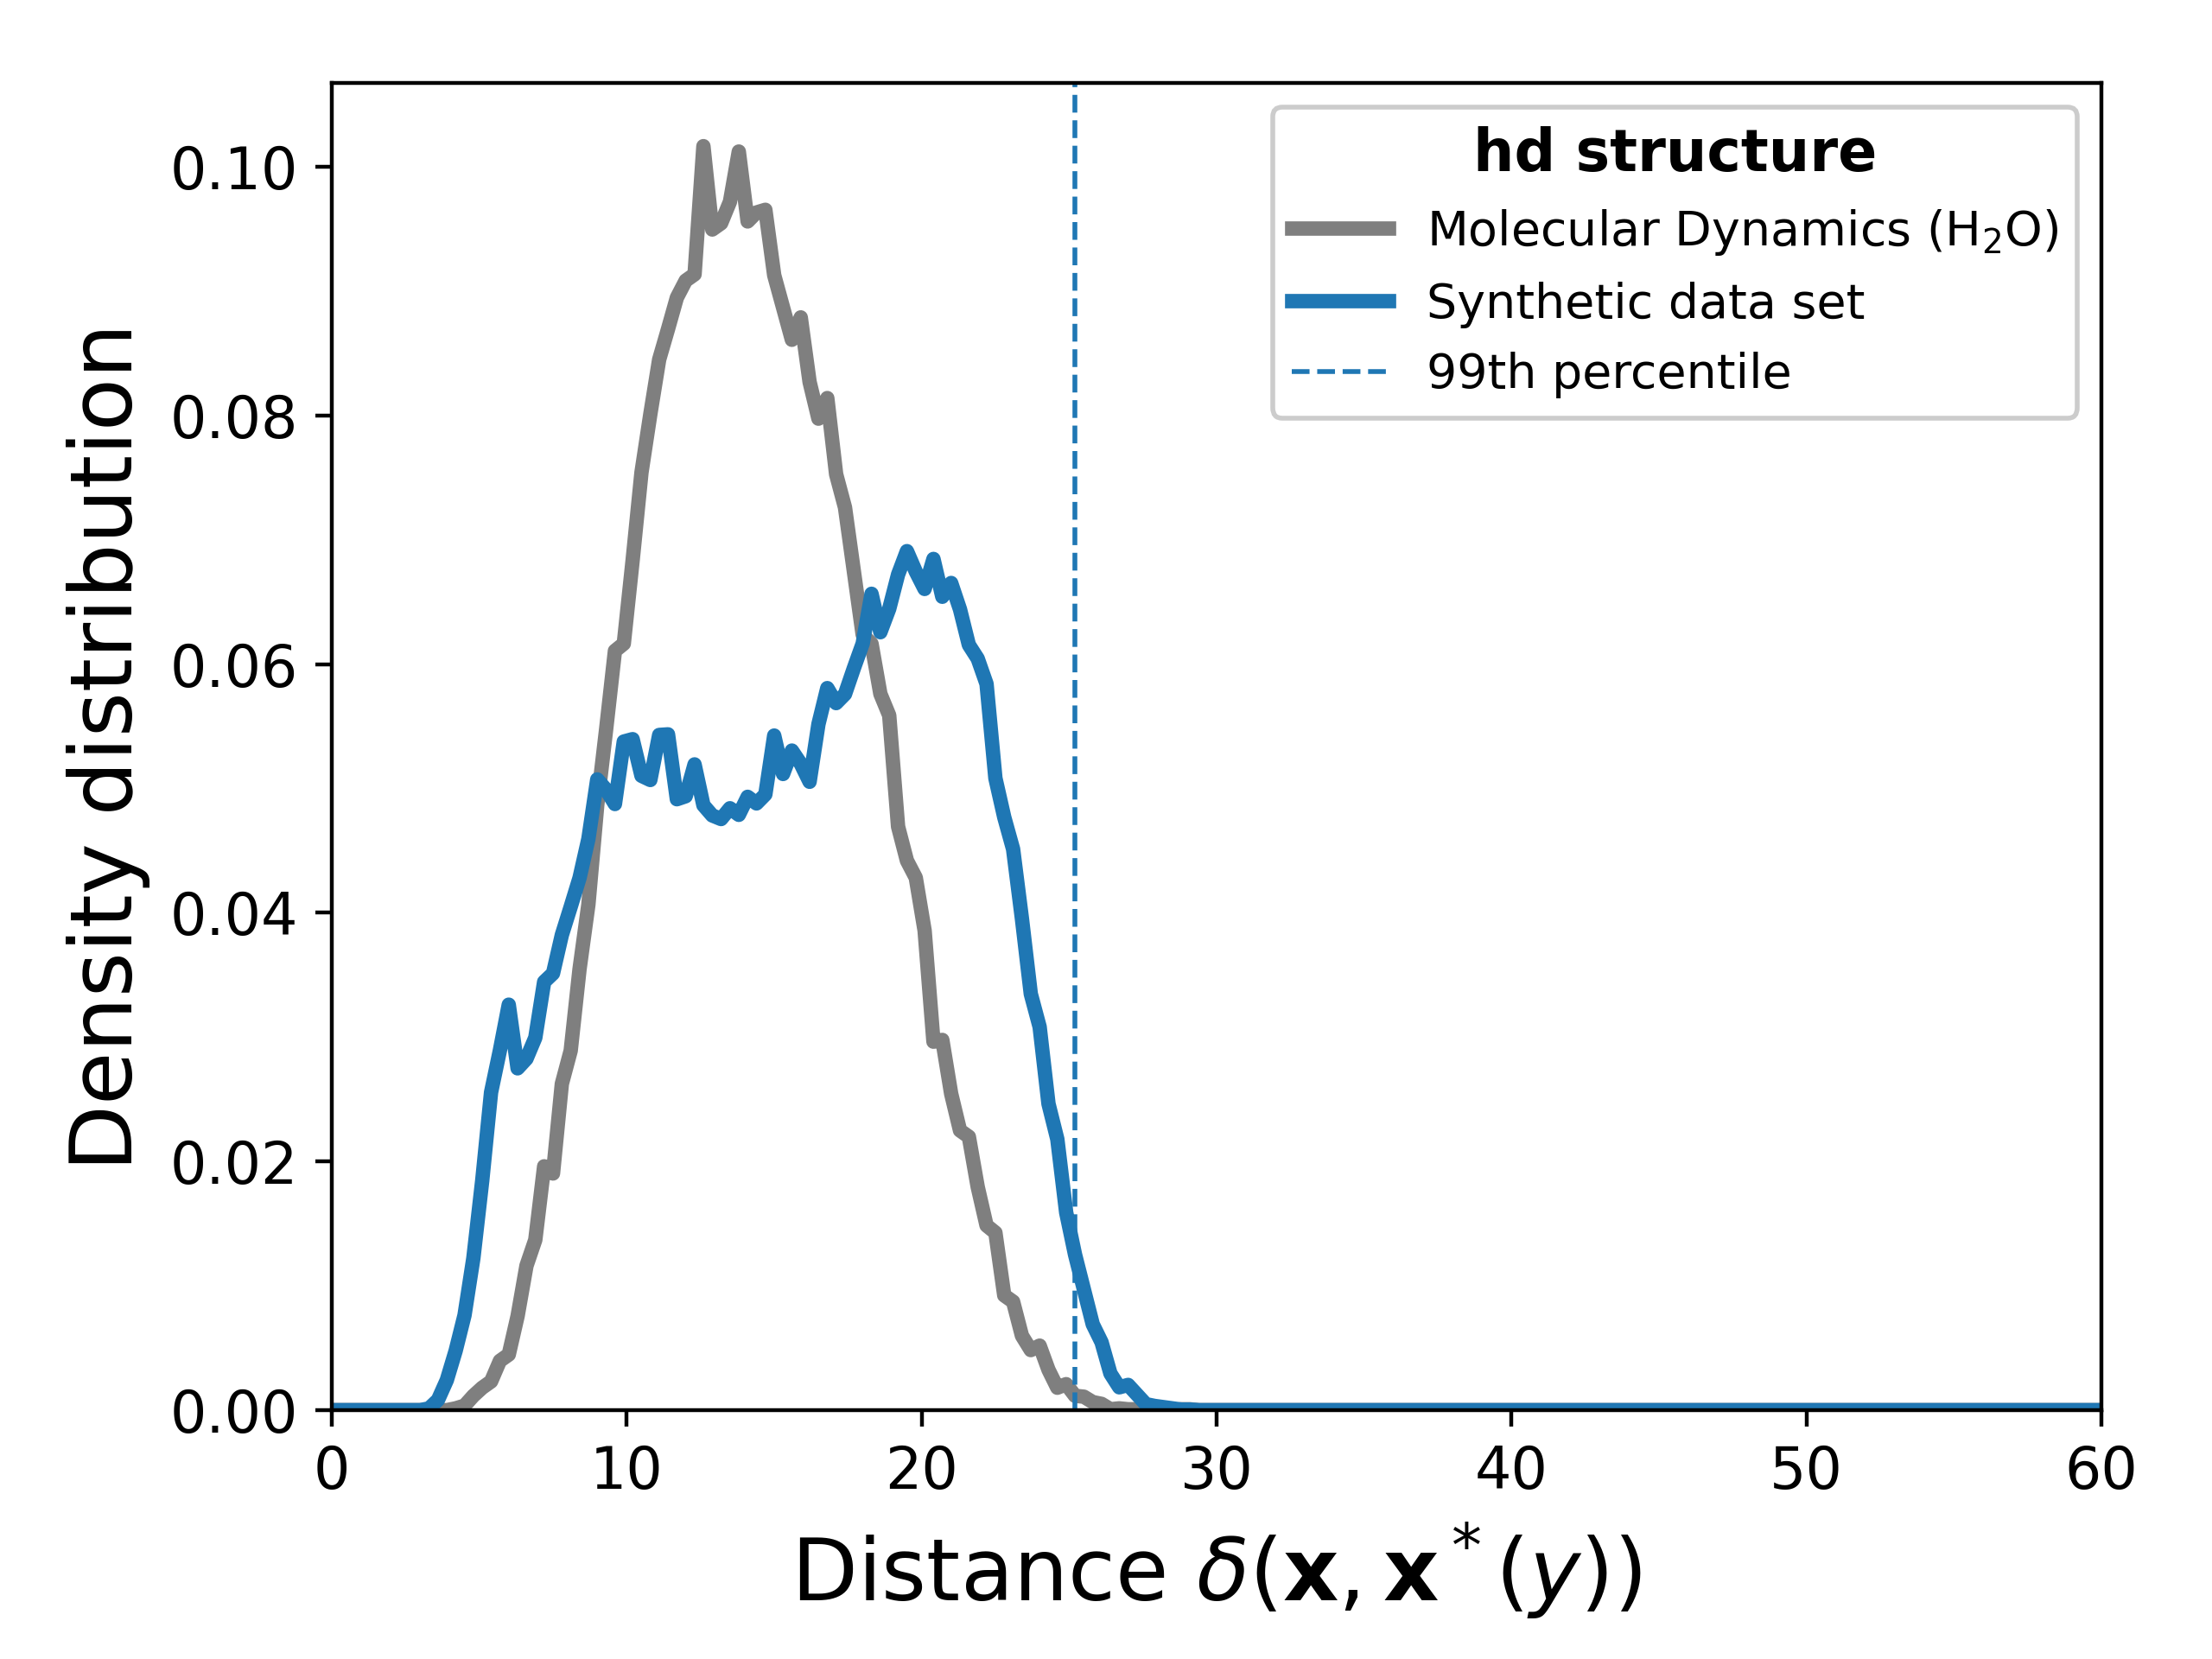 hd structure
Molecular Dynamics (H₂O)
Synthetic data set
99th percentile
Density distribution
0.10
0.08
0.06
0.04
0.02
0.00
0 10 20 30 40 50 60
Distance δ(x, x*(y))